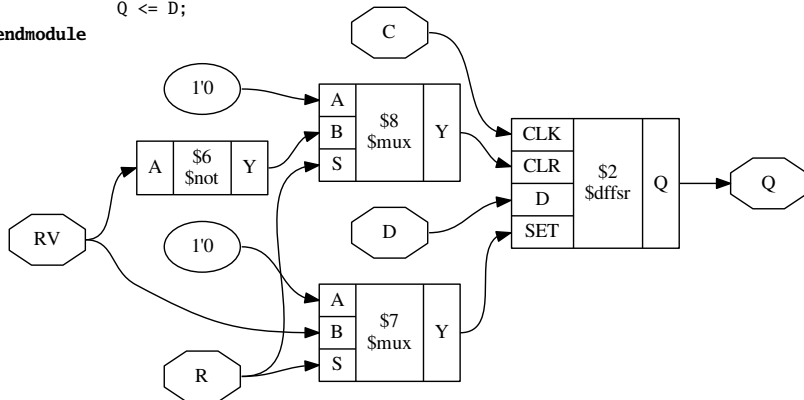 Q <= D;
endmodule
C
1'0
A
B
S
$8
$mux
Y
A
$6
$not
Y
CLK
CLR
D
SET
$2
$dffsr
Q
Q
RV
D
1'0
A
B
S
$7
$mux
Y
R